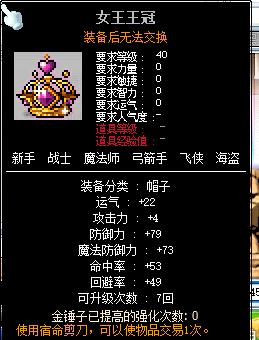 女王王冠
装备后无法交换
要求等级: 40
要求力量: 0
要求敏捷: -
要求智力: 0
要求运气: -
要求人气度: -
道具等级: -
道具经验值: -
新手 战士 魔法师 弓箭手 飞侠 海盗
装备分类 : 帽子
运气 : +22
攻击力 : +4
防御力 : +79
魔法防御力 : +73
命中率 : +53
回避率 : +49
可升级次数 : 7回
金锤子已提高的强化次数: 0
使用宿命剪刀，可以使物品交易1次。